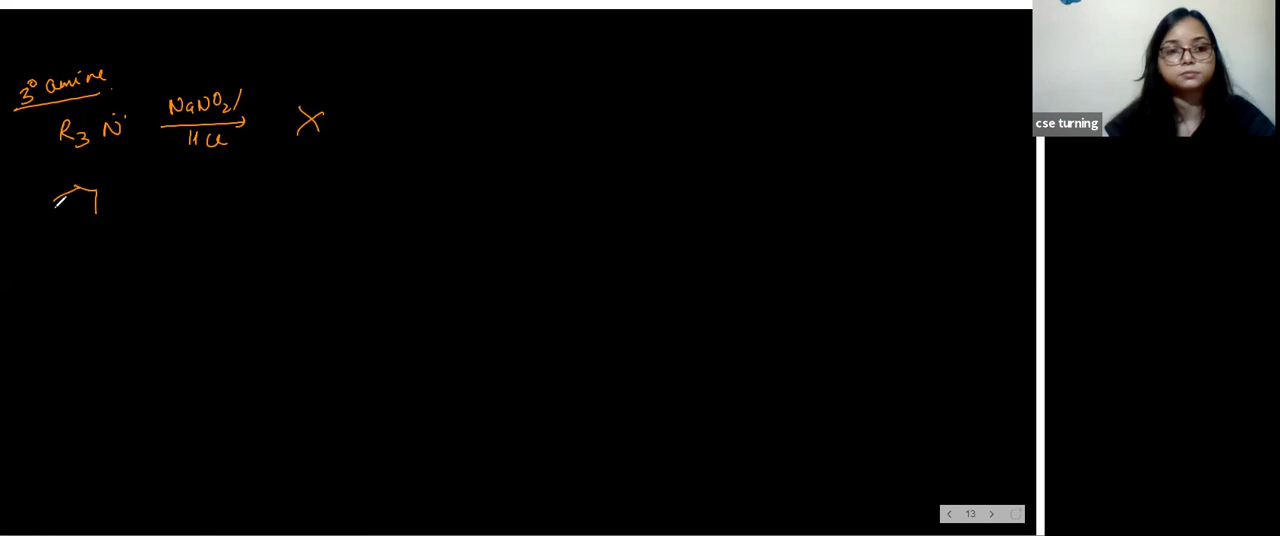 3° amine
R3 N̈ NaNO2/ HCl X
cse turning
13